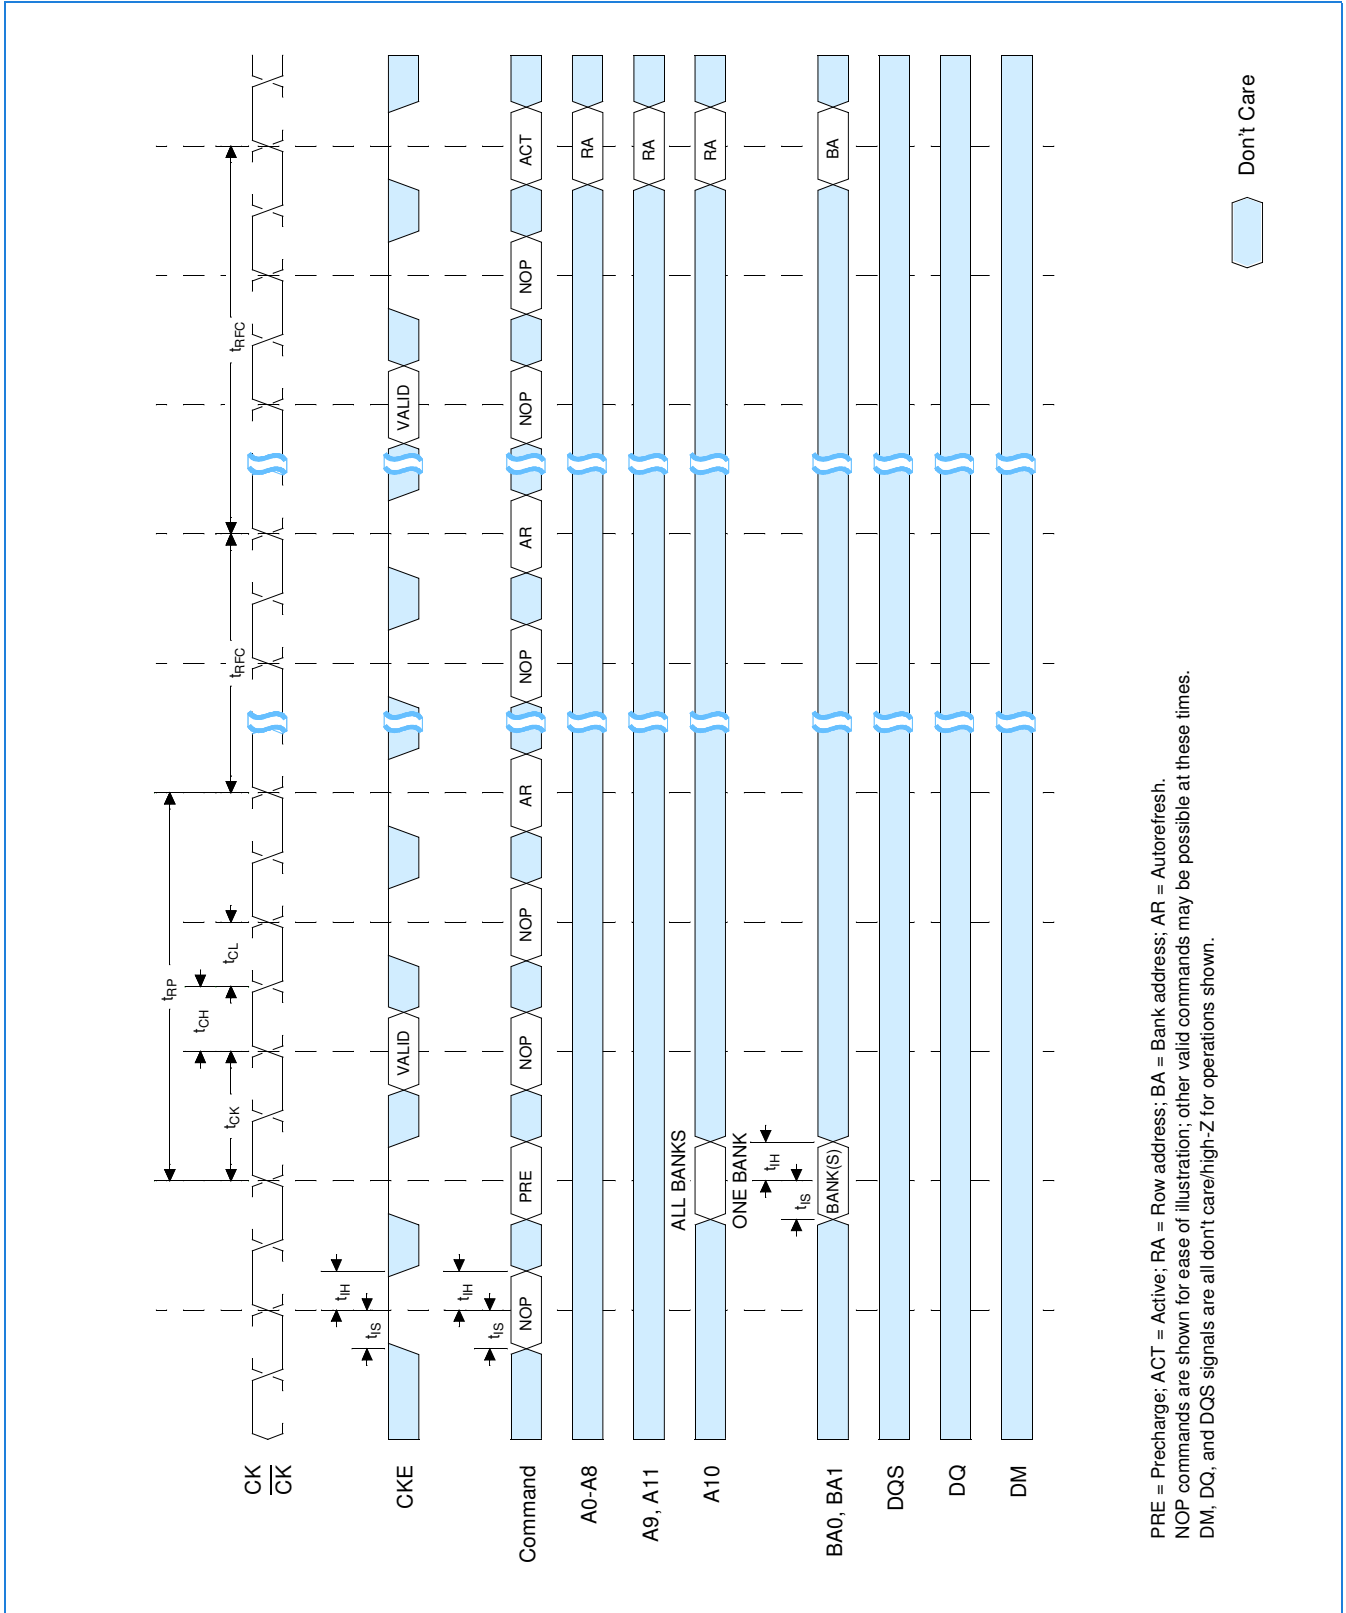 tRP
tCH
tCK
tCL
tRFC
tRFC
CK
CK
tIH
tIS
CKE
VALID
VALID
tIH
tIS
Command
NOP
PRE
NOP
NOP
AR
NOP
AR
NOP
NOP
ACT
A0-A8
RA
A9, A11
RA
ALL BANKS
A10
RA
ONE BANK
tIH
tIS
BA0, BA1
BANK(S)
BA
DQS
DQ
DM
PRE = Precharge; ACT = Active; RA = Row address; BA = Bank address; AR = Autorefresh.
NOP commands are shown for ease of illustration; other valid commands may be possible at these times.
DM, DQ, and DQS signals are all don't care/high-Z for operations shown.
Don't Care